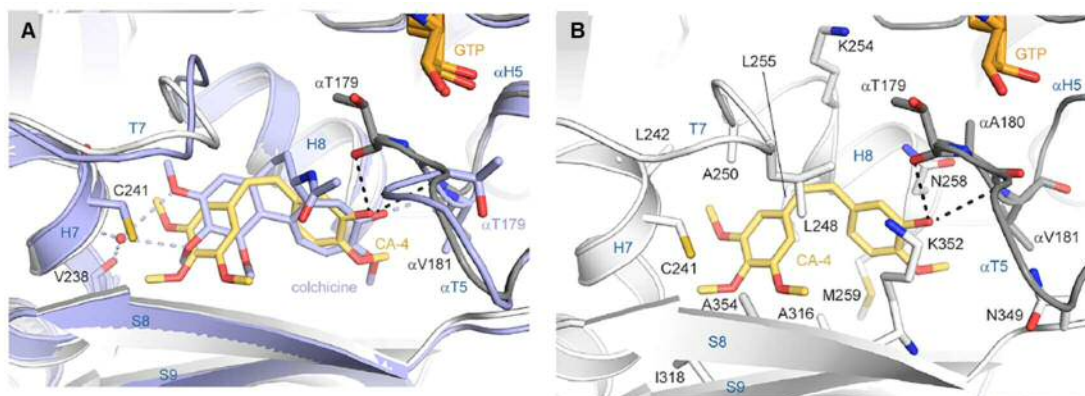 A
GTP
αH5
αT179
T7
H8
C241
H7
αT179
CA-4
V238
αV181
colchicine
αT5
S8
S9
B
K254
GTP
L255
αT179
αH5
T7
L242
αA180
H8
A250
N258
L248
K352
H7
CA-4
αV181
C241
αT5
M259
A354
A316
N349
S8
I318
S9